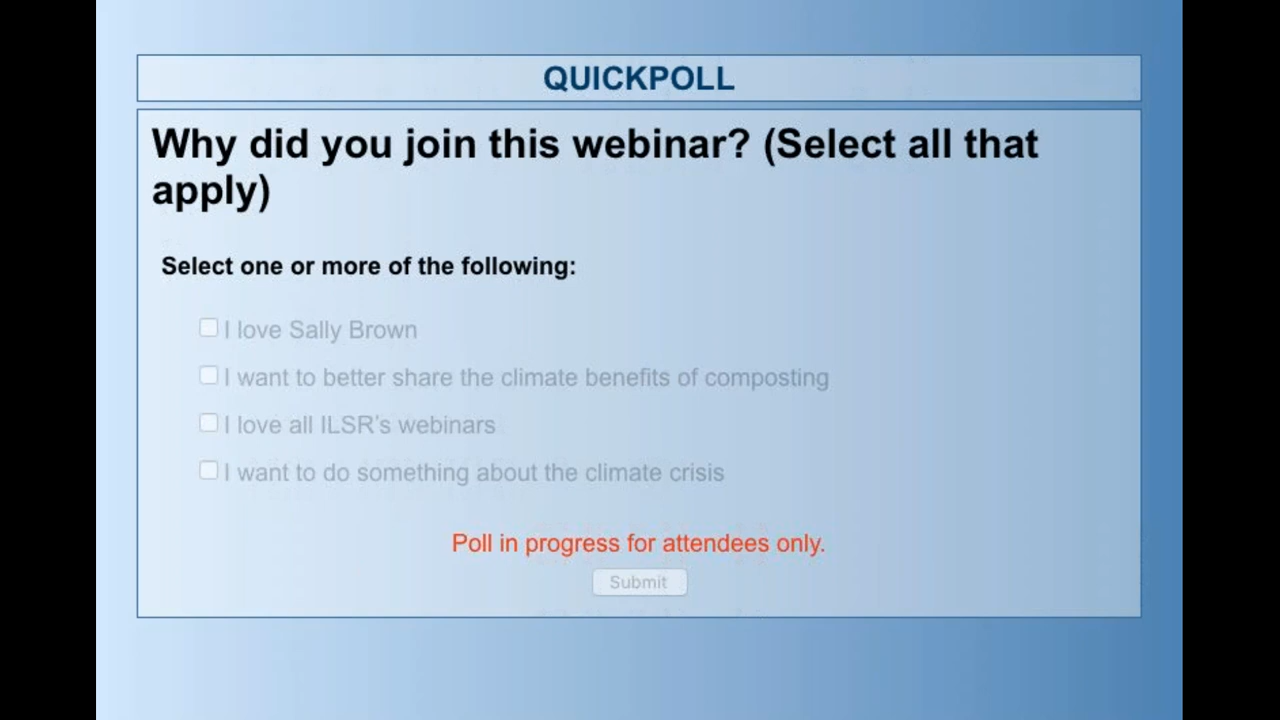 QUICKPOLL
Why did you join this webinar? (Select all that
apply)
Select one or more of the following:
I love Sally Brown
I want to better share the climate benefits of composting
I love all ILSR's webinars
I want to do something about the climate crisis
Poll in progress for attendees only.
Submit